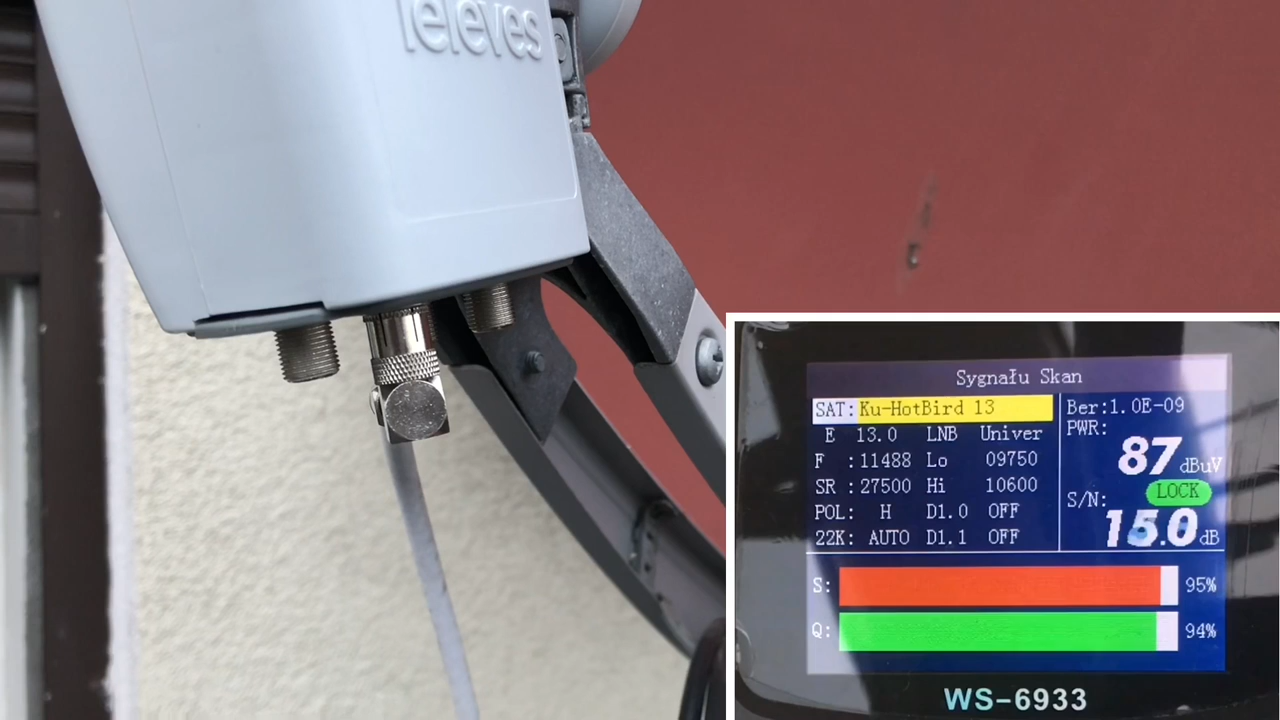 Televes
Sygnału Skan
SAT: Ku-HotBird 13
E 13.0 LNB Univer
F :11488 Lo 09750
SR :27500 Hi 10600
POL: H D1.0 OFF
22K: AUTO D1.1 OFF
Ber:1.0E-09
PWR:
87 dBuV
LOCK
S/N:
15.0 dB
S: 95%
Q: 94%
WS-6933